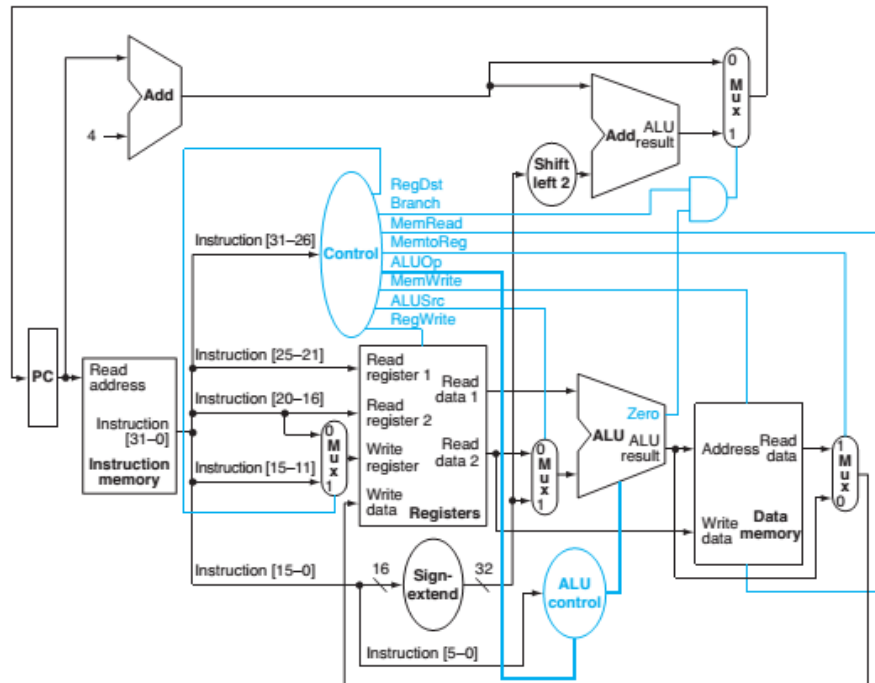 0
M
u
x
1
Add
4
Add
ALU
result
Shift
left 2
RegDst
Branch
MemRead
MemtoReg
ALUOp
MemWrite
ALUSrc
RegWrite
Control
Instruction [31–26]
PC
Read
address
Instruction
[31–0]
Instruction
memory
Instruction [25–21]
Instruction [20–16]
Instruction [15–11]
0
M
u
x
1
Read
register 1
Read
register 2
Write
register
Write
data
Read
data 1
Read
data 2
Registers
0
M
u
x
1
Zero
ALU
ALU
result
Address
Read
data
Write
data
Data
memory
1
M
u
x
0
Instruction [15–0]
16
Sign-
extend
32
ALU
control
Instruction [5–0]